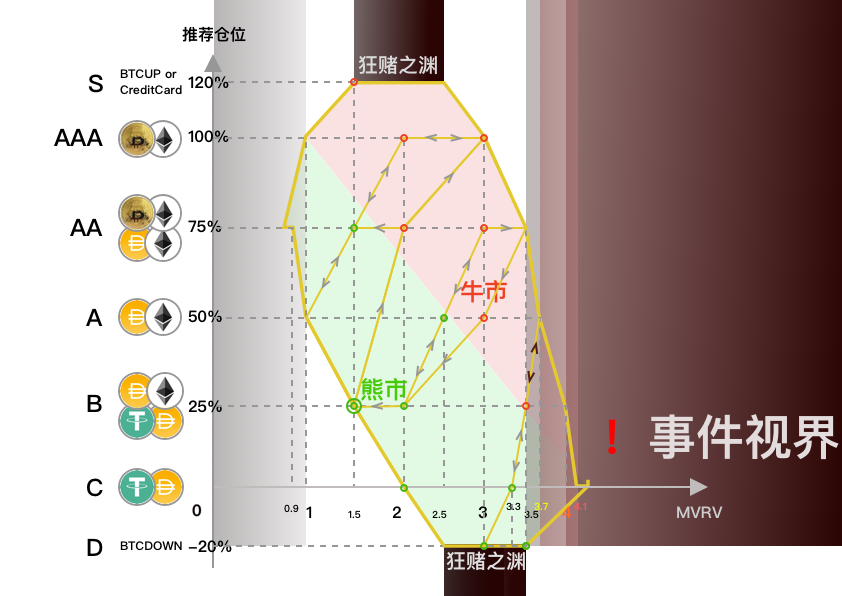 推荐仓位
狂赌之渊
S BTCUP or CreditCard 120%
AAA 100%
AA 75%
A 50%
牛市
熊市
B 25%
! 事件视界
C
0 0.9 1 1.5 2 2.5 3 3.3 3.5 3.7 4 4.1
MVRV
D BTCDOWN −20%
狂赌之渊